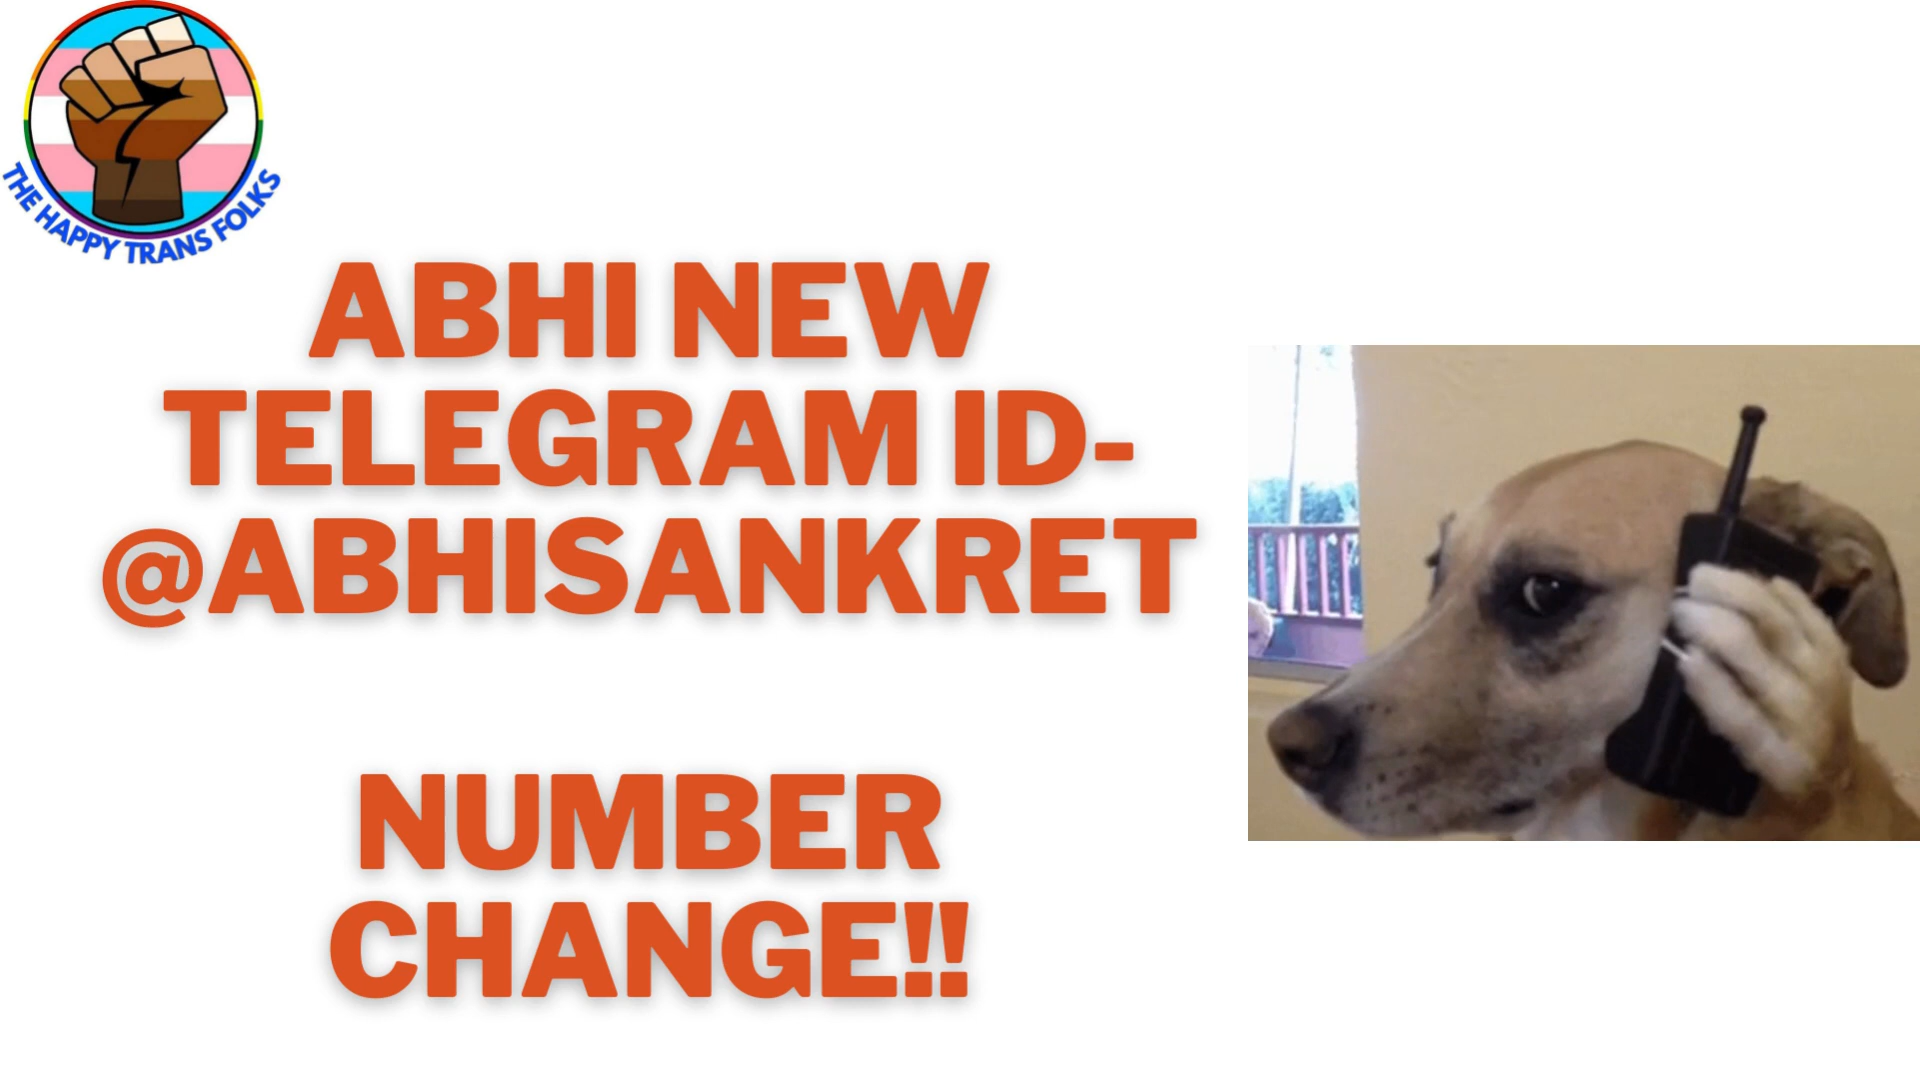 THE HAPPY TRANS FOLKS
ABHI NEW
TELEGRAM ID-
@ABHISANKRET
NUMBER
CHANGE!!